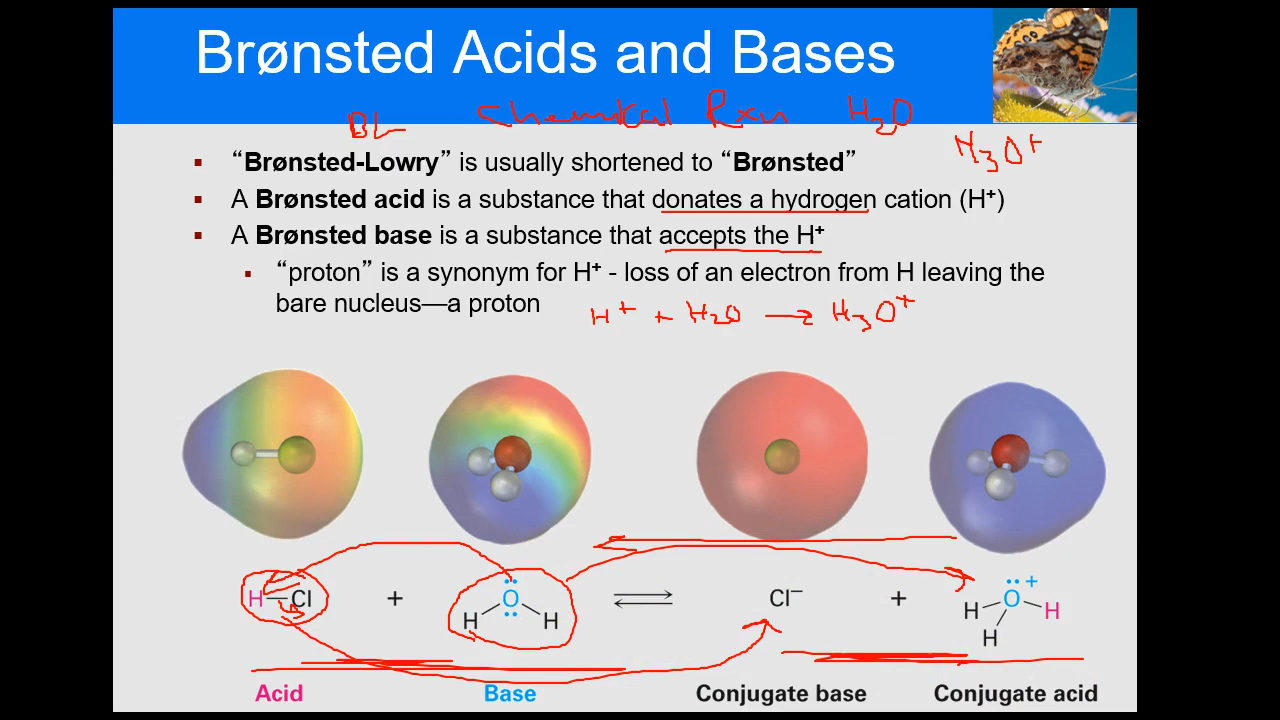 Brønsted Acids and Bases
BL Chemical Rxn H₂O
H₃O⁺
▪ “Brønsted-Lowry” is usually shortened to “Brønsted”
▪ A Brønsted acid is a substance that donates a hydrogen cation (H⁺)
▪ A Brønsted base is a substance that accepts the H⁺
▪ “proton” is a synonym for H⁺ - loss of an electron from H leaving the
bare nucleus—a proton
H⁺ + H₂O → H₃O⁺
H—Cl + H O H ⇌ Cl⁻ + H O⁺ H H
Acid Base Conjugate base Conjugate acid